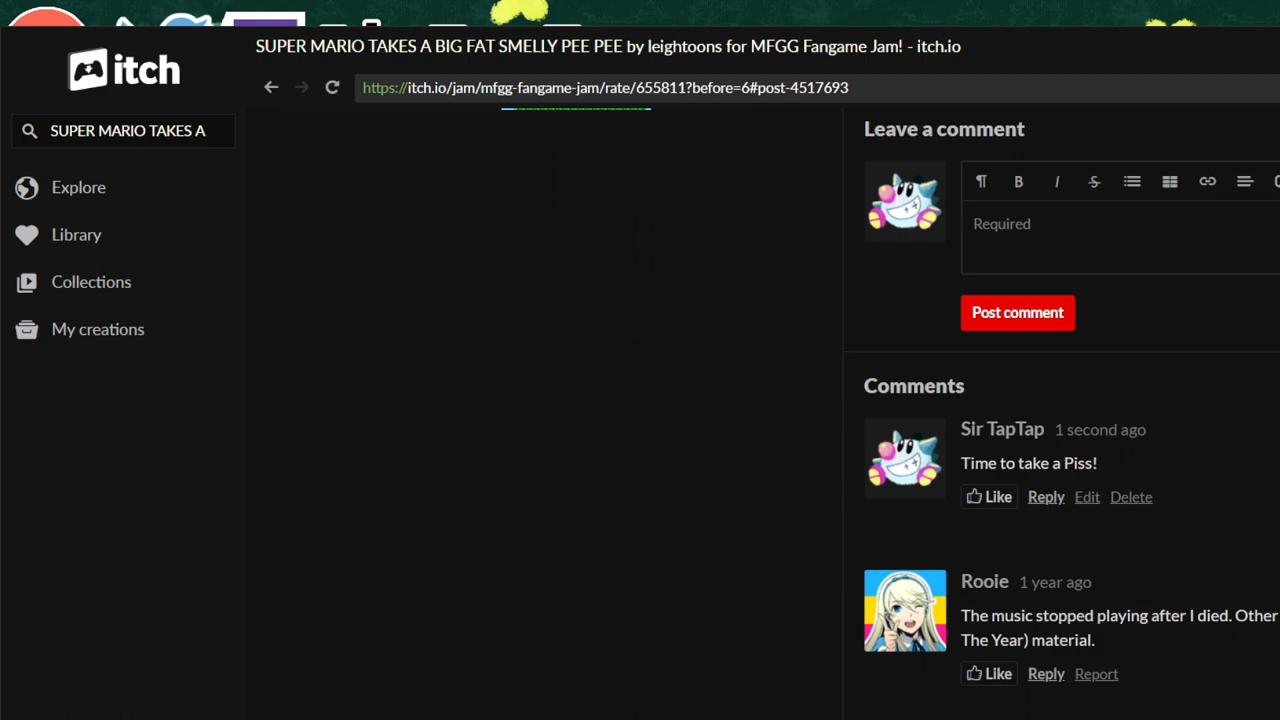 itch
SUPER MARIO TAKES A BIG FAT SMELLY PEE PEE by leightoons for MFGG Fangame Jam! - itch.io
https://itch.io/jam/mfgg-fangame-jam/rate/655811?before=6#post-4517693
SUPER MARIO TAKES A
Explore
Library
Collections
My creations
Leave a comment
¶ B I S
Required
Post comment
Comments
Sir TapTap 1 second ago
Time to take a Piss!
Like Reply Edit Delete
Rooie 1 year ago
The music stopped playing after I died. Other
The Year) material.
Like Reply Report